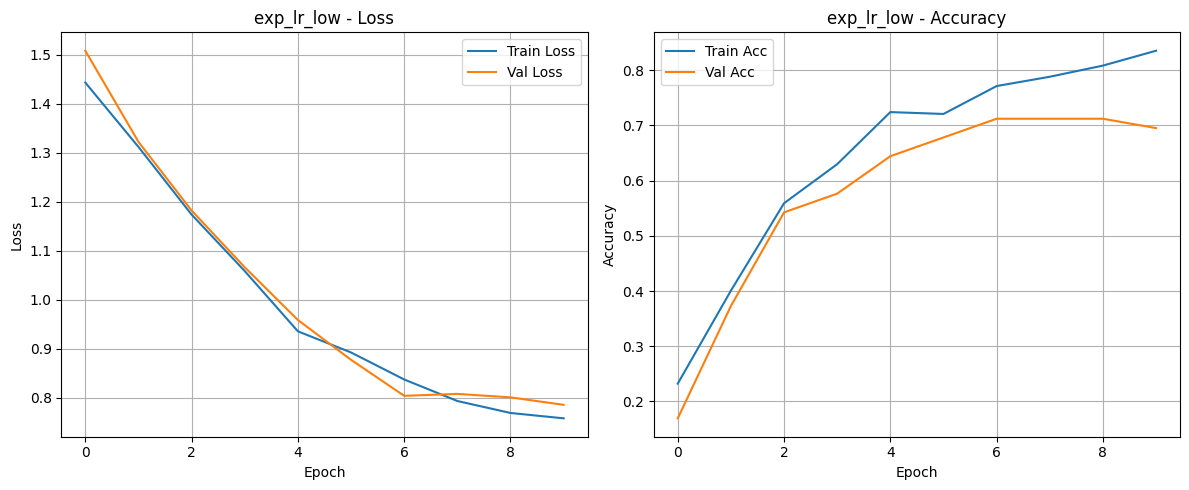 exp_lr_low - Loss
Train Loss
Val Loss
Loss
1.5
1.4
1.3
1.2
1.1
1.0
0.9
0.8
0 2 4 6 8
Epoch
exp_lr_low - Accuracy
Train Acc
Val Acc
Accuracy
0.8
0.7
0.6
0.5
0.4
0.3
0.2
0 2 4 6 8
Epoch